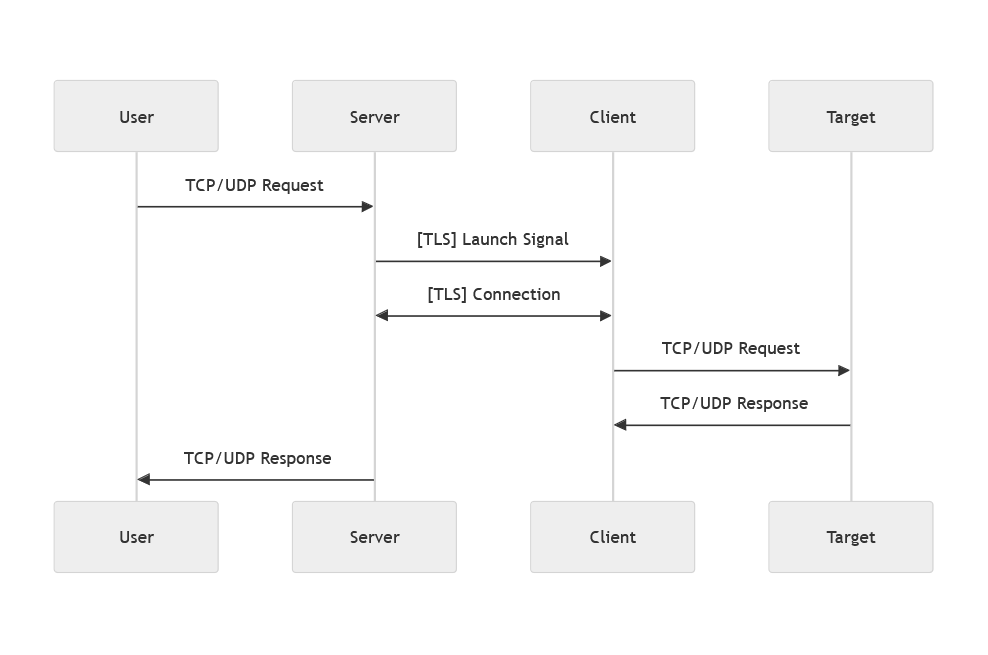 User
Server
Client
Target
TCP/UDP Request
[TLS] Launch Signal
[TLS] Connection
TCP/UDP Request
TCP/UDP Response
TCP/UDP Response
User
Server
Client
Target